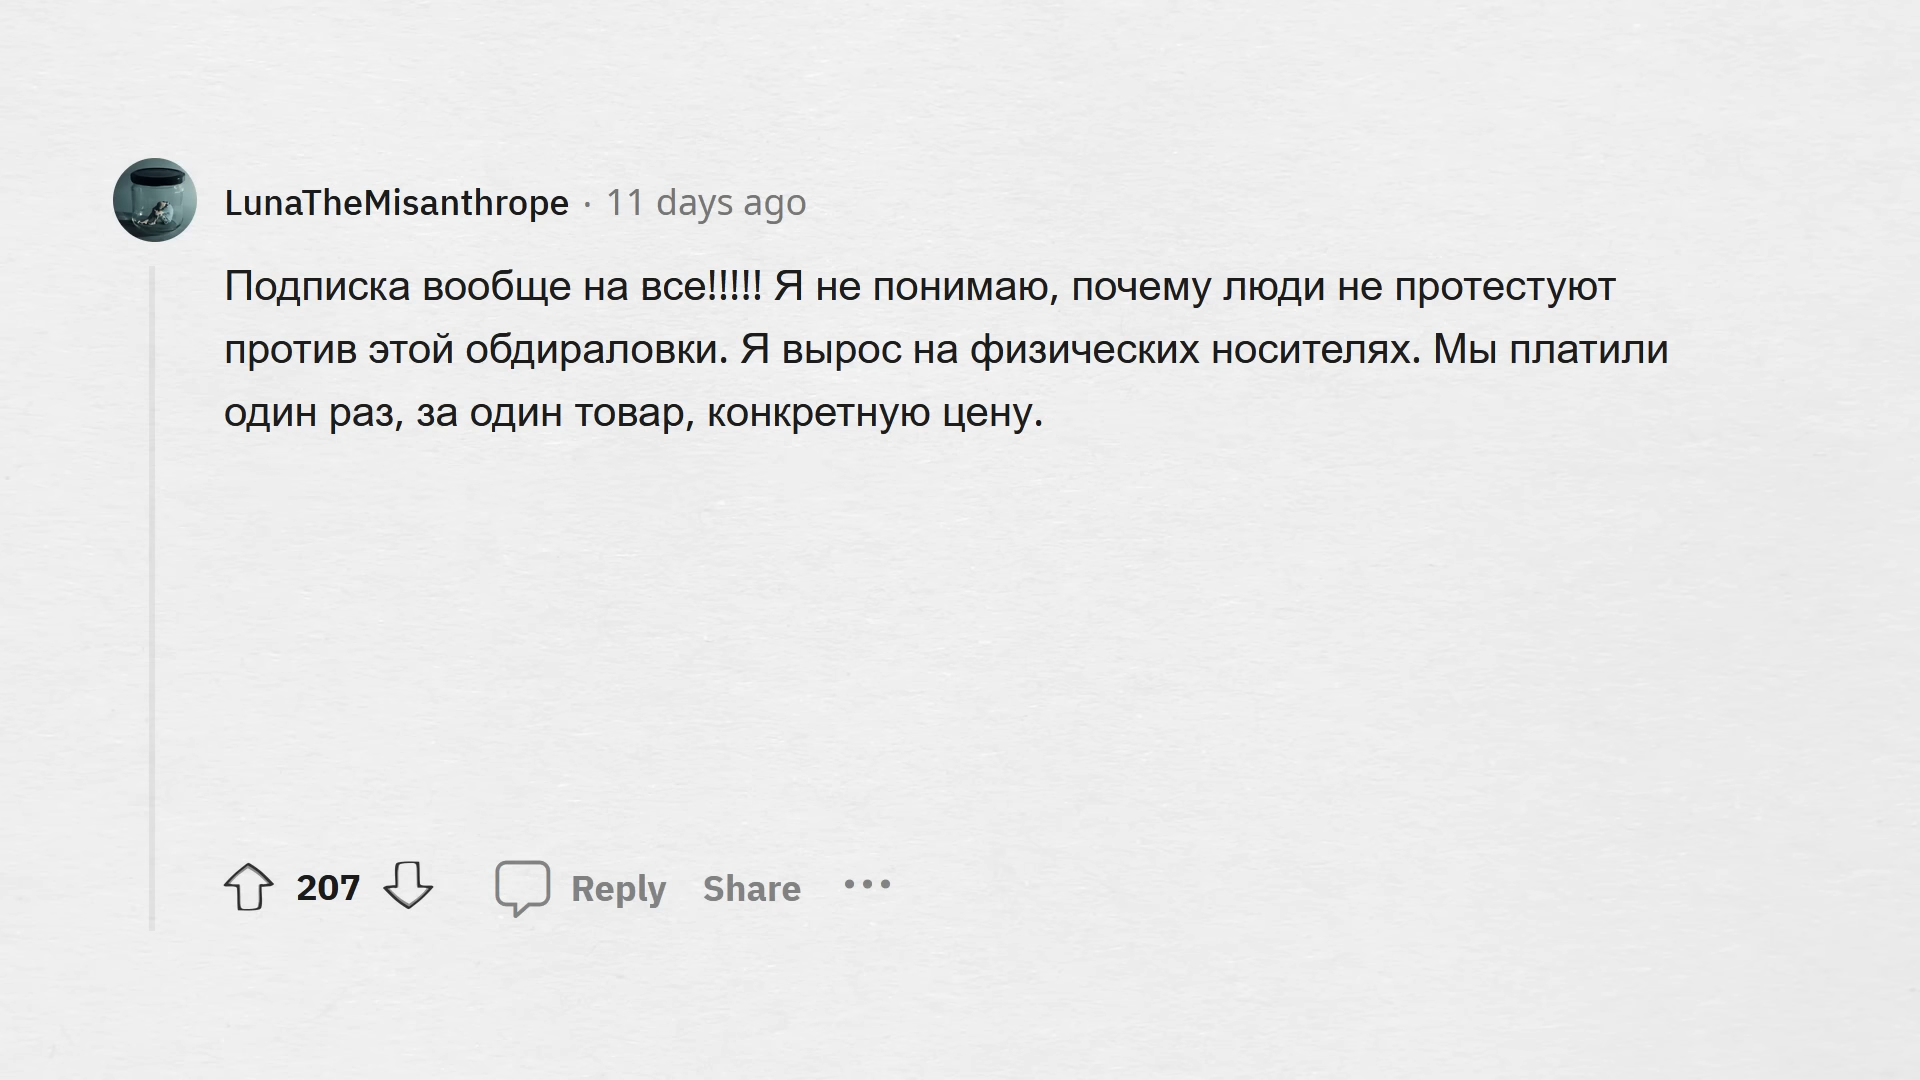 LunaTheMisanthrope · 11 days ago
Подписка вообще на все!!!!! Я не понимаю, почему люди не протестуют
против этой обдираловки. Я вырос на физических носителях. Мы платили
один раз, за один товар, конкретную цену.
207 Reply Share